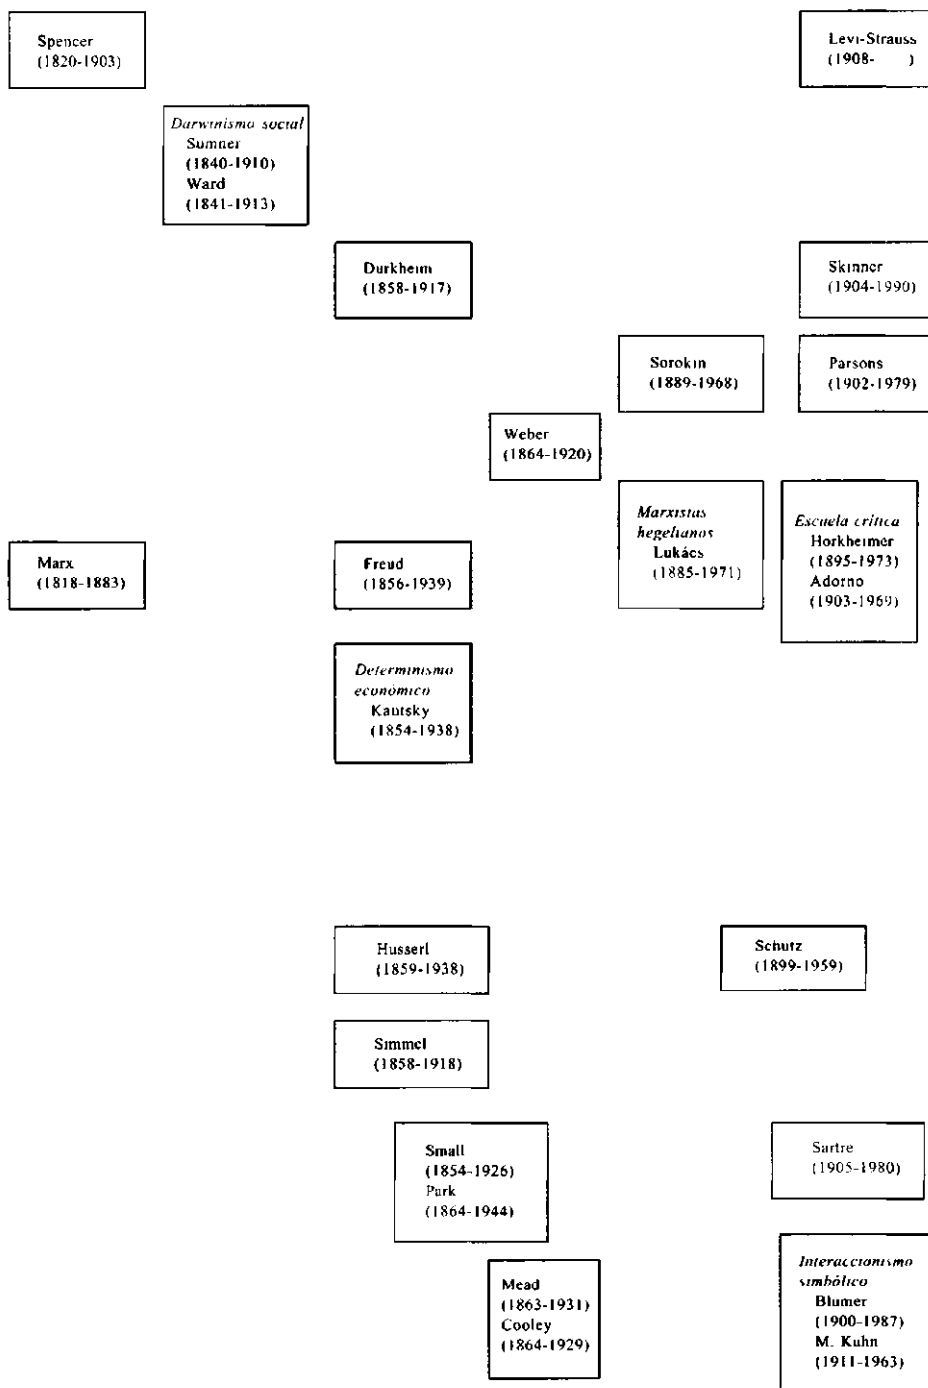 Spencer
(1820-1903)
Levi-Strauss
(1908- )
Darwinismo social
Sumner
(1840-1910)
Ward
(1841-1913)
Durkheim
(1858-1917)
Skinner
(1904-1990)
Sorokin
(1889-1968)
Parsons
(1902-1979)
Weber
(1864-1920)
Marxistas
hegelianos
Lukács
(1885-1971)
Escuela crítica
Horkheimer
(1895-1973)
Adorno
(1903-1969)
Marx
(1818-1883)
Freud
(1856-1939)
Determinismo
económico
Kautsky
(1854-1938)
Husserl
(1859-1938)
Schutz
(1899-1959)
Simmel
(1858-1918)
Small
(1854-1926)
Park
(1864-1944)
Sartre
(1905-1980)
Mead
(1863-1931)
Cooley
(1864-1929)
Interaccionismo
simbólico
Blumer
(1900-1987)
M. Kuhn
(1911-1963)